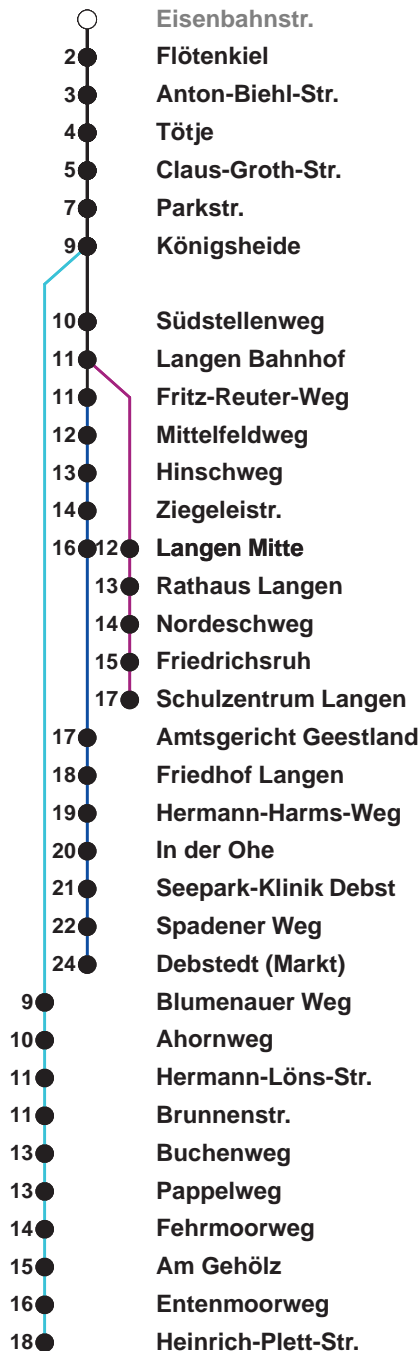 Eisenbahnstr.
2 Flötenkiel
3 Anton-Biehl-Str.
4 Tötje
5 Claus-Groth-Str.
7 Parkstr.
9 Königsheide
10 Südstellenweg
11 Langen Bahnhof
11 Fritz-Reuter-Weg
12 Mittelfeldweg
13 Hinschweg
14 Ziegeleistr.
16 12 Langen Mitte
13 Rathaus Langen
14 Nordeschweg
15 Friedrichsruh
17 Schulzentrum Langen
17 Amtsgericht Geestland
18 Friedhof Langen
19 Hermann-Harms-Weg
20 In der Ohe
21 Seepark-Klinik Debst
22 Spadener Weg
24 Debstedt (Markt)
9 Blumenauer Weg
10 Ahornweg
11 Hermann-Löns-Str.
11 Brunnenstr.
13 Buchenweg
13 Pappelweg
14 Fehrmoorweg
15 Am Gehölz
16 Entenmoorweg
18 Heinrich-Plett-Str.